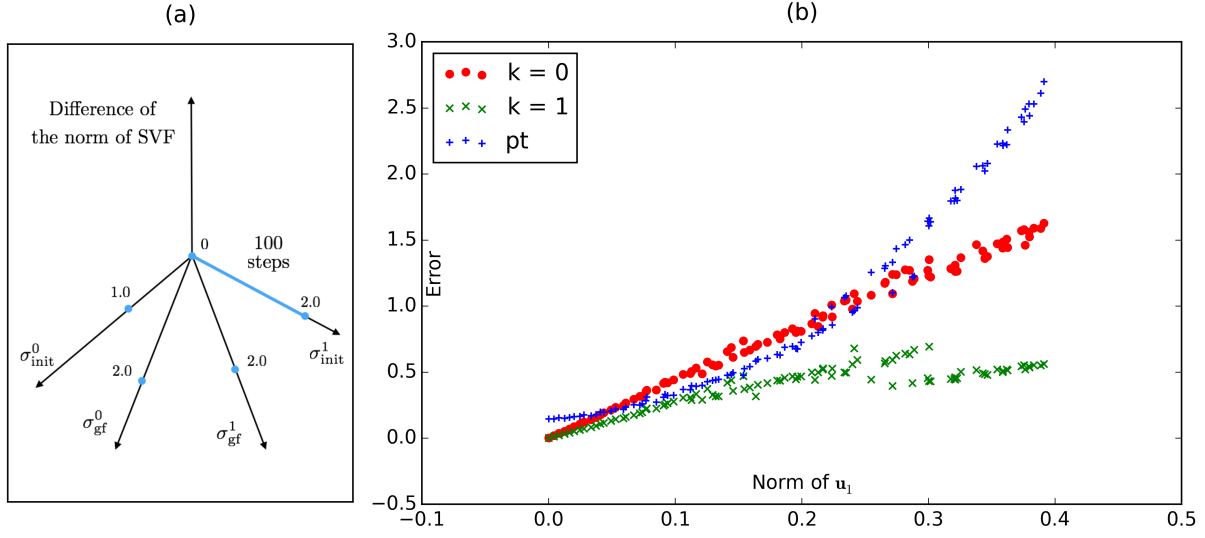 (a)
Difference of
the norm of SVF
0
100
steps
1.0
2.0
σ⁰init
σ¹init
2.0
2.0
σ⁰gf
σ¹gf
(b)
3.0
2.5
2.0
1.5
1.0
0.5
0.0
−0.5
Error
k = 0
k = 1
pt
Norm of u₁
−0.1
0.0
0.1
0.2
0.3
0.4
0.5